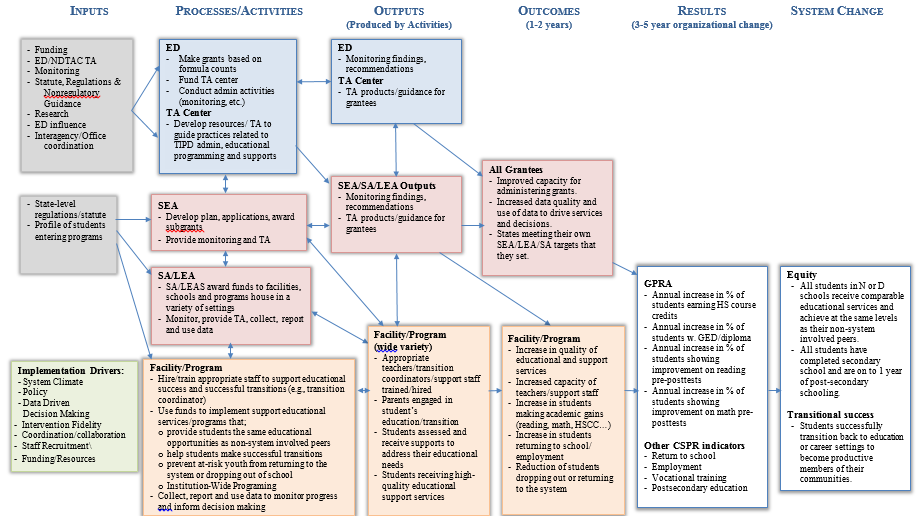 INPUTS
PROCESSES/ACTIVITIES
OUTPUTS
(Produced by Activities)
OUTCOMES
(1-2 years)
RESULTS
(3-5 year organizational change)
SYSTEM CHANGE
- Funding
- ED/NDTAC TA
- Monitoring
- Statute, Regulations &
Nonregulatory
Guidance
- Research
- ED influence
- Interagency/Office
coordination
- State-level
regulations/statute
- Profile of students
entering programs
Implementation Drivers:
- System Climate
- Policy
- Data Driven
Decision Making
- Intervention Fidelity
- Coordination/collaboration
- Staff Recruitment\
- Funding/Resources
ED
- Make grants based on
formula counts
- Fund TA center
- Conduct admin activities
(monitoring, etc.)
TA Center
- Develop resources/ TA to
guide practices related to
TIPD admin, educational
programming and supports
SEA
- Develop plan, applications, award
subgrants
- Provide monitoring and TA
SA/LEA
- SA/LEAS award funds to facilities,
schools and programs house in a
variety of settings
- Monitor, provide TA, collect, report
and use data
Facility/Program
- Hire/train appropriate staff to support educational
success and successful transitions (e.g., transition
coordinator)
- Use funds to implement support educational
services/programs that;
o provide students the same educational
opportunities as non-system involved peers
o help students make successful transitions
o prevent at-risk youth from returning to the
system or dropping out of school
o Institution-Wide Programing
- Collect, report and use data to monitor progress
and inform decision making
ED
- Monitoring findings,
recommendations
TA Center
- TA products/guidance for
grantees
SEA/SA/LEA Outputs
- Monitoring findings,
recommendations
- TA products/guidance for
grantees
Facility/Program
(wide variety)
- Appropriate
teachers/transition
coordinators/support staff
trained/hired
- Parents engaged in
student's
education/transition
- Students assessed and
receive supports to
address their educational
needs
- Students receiving high-
quality educational
support services
All Grantees
- Improved capacity for
administering grants.
- Increased data quality and
use of data to drive services
and decisions.
- States meeting their own
SEA/LEA/SA targets that
they set.
Facility/Program
- Increase in quality of
educational and support
services
- Increased capacity of
teachers/support staff
- Increase in students
making academic gains
(reading, math, HSCC...)
- Increase in students
returning to school/
employment
- Reduction of students
dropping out or returning
to the system
GPRA
- Annual increase in % of
students earning HS course
credits
- Annual increase in % of
students w. GED/diploma
- Annual increase in % of
students showing
improvement on reading
pre-posttests
- Annual increase in % of
students showing
improvement on math pre-
posttests
Other CSPR indicators
- Return to school
- Employment
- Vocational training
- Postsecondary education
Equity
- All students in N or D
schools receive comparable
educational services and
achieve at the same levels
as their non-system
involved peers.
- All students have
completed secondary
school and are on to 1 year
of post-secondary
schooling.
Transitional success
- Students successfully
transition back to education
or career settings to
become productive
members of their
communities.